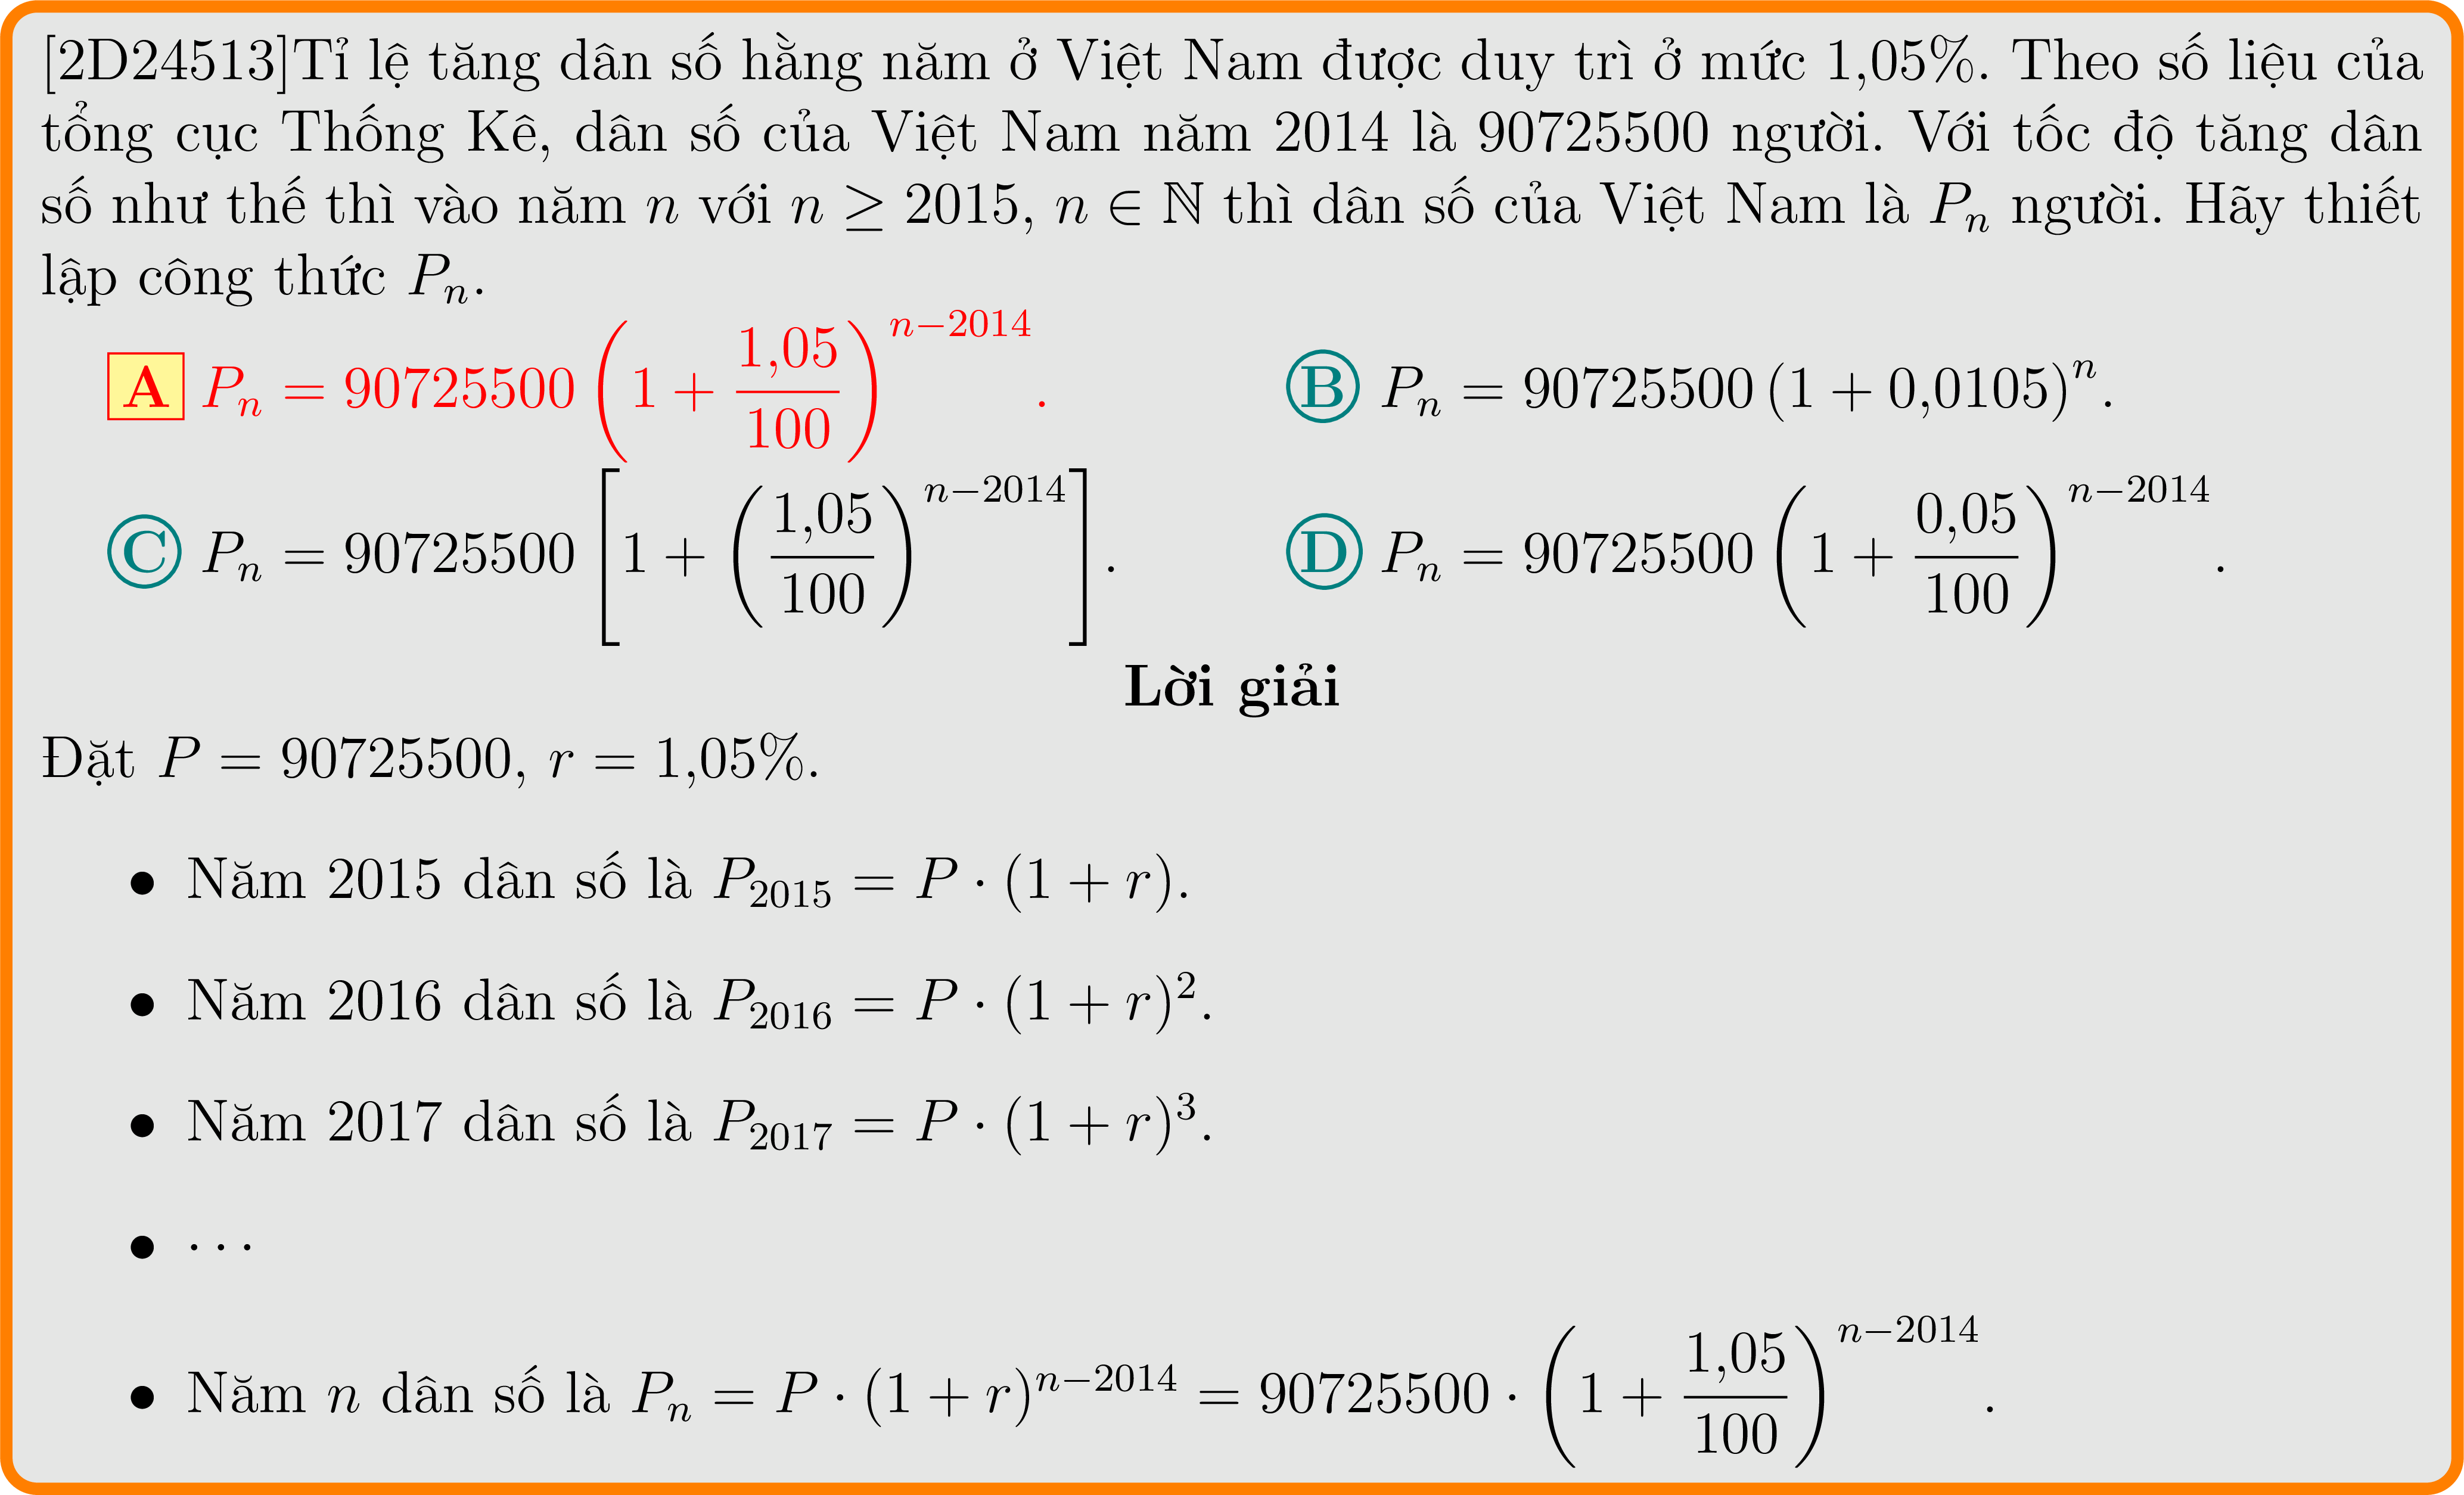 [2D24513]Tỉ lệ tăng dân số hằng năm ở Việt Nam được duy trì ở mức 1,05%. Theo số liệu của
tổng cục Thống Kê, dân số của Việt Nam năm 2014 là 90725500 người. Với tốc độ tăng dân
số như thế thì vào năm n với n ≥ 2015, n ∈ ℕ thì dân số của Việt Nam là Pₙ người. Hãy thiết
lập công thức Pₙ.
A $P_n = 90725500\left(1 + \frac{1,05}{100}\right)^{n-2014}$.
B $P_n = 90725500\,(1 + 0,0105)^n$.
C $P_n = 90725500\left[1 + \left(\frac{1,05}{100}\right)^{n-2014}\right]$.
D $P_n = 90725500\left(1 + \frac{0,05}{100}\right)^{n-2014}$.
Lời giải
Đặt P = 90725500, r = 1,05%.
• Năm 2015 dân số là $P_{2015} = P \cdot (1 + r)$.
• Năm 2016 dân số là $P_{2016} = P \cdot (1 + r)^2$.
• Năm 2017 dân số là $P_{2017} = P \cdot (1 + r)^3$.
• ⋯
• Năm n dân số là $P_n = P \cdot (1 + r)^{n-2014} = 90725500 \cdot \left(1 + \frac{1,05}{100}\right)^{n-2014}$.